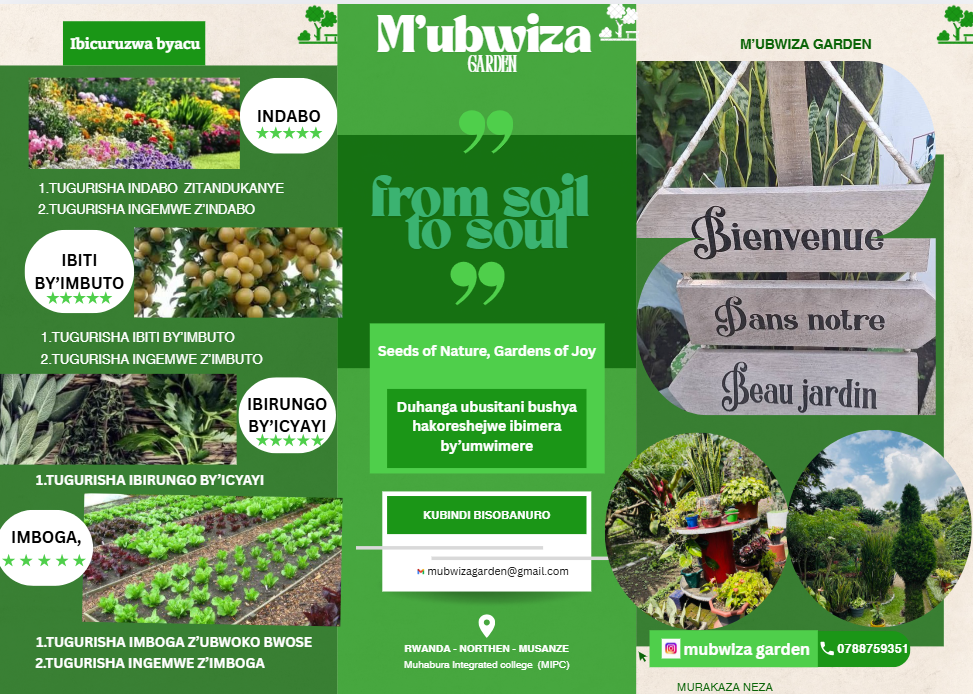 Ibicuruzwa byacu
INDABO
1.TUGURISHA INDABO ZITANDUKANYE
2.TUGURISHA INGEMWE Z'INDABO
IBITI
BY'IMBUTO
1.TUGURISHA IBITI BY'IMBUTO
2.TUGURISHA INGEMWE Z'IMBUTO
IBIRUNGO
BY'ICYAYI
1.TUGURISHA IBIRUNGO BY'ICYAYI
IMBOGA,
1.TUGURISHA IMBOGA Z'UBWOKO BWOSE
2.TUGURISHA INGEMWE Z'IMBOGA
M'ubwiza
GARDEN
from soil
to soul
Seeds of Nature, Gardens of Joy
Duhanga ubusitani bushya
hakoreshejwe ibimera
by'umwimere
KUBINDI BISOBANURO
mubwizagarden@gmail.com
RWANDA - NORTHEN - MUSANZE
Muhabura Integrated college (MIPC)
M'UBWIZA GARDEN
Bienvenue
Dans notre
Beau jardin
mubwiza garden
0788759351
MURAKAZA NEZA